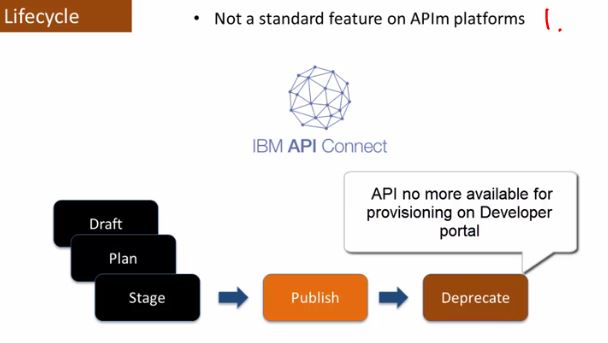 Lifecycle
• Not a standard feature on APIm platforms
IBM API Connect
API no more available for
provisioning on Developer
portal
Draft
Plan
Stage
Publish
Deprecate